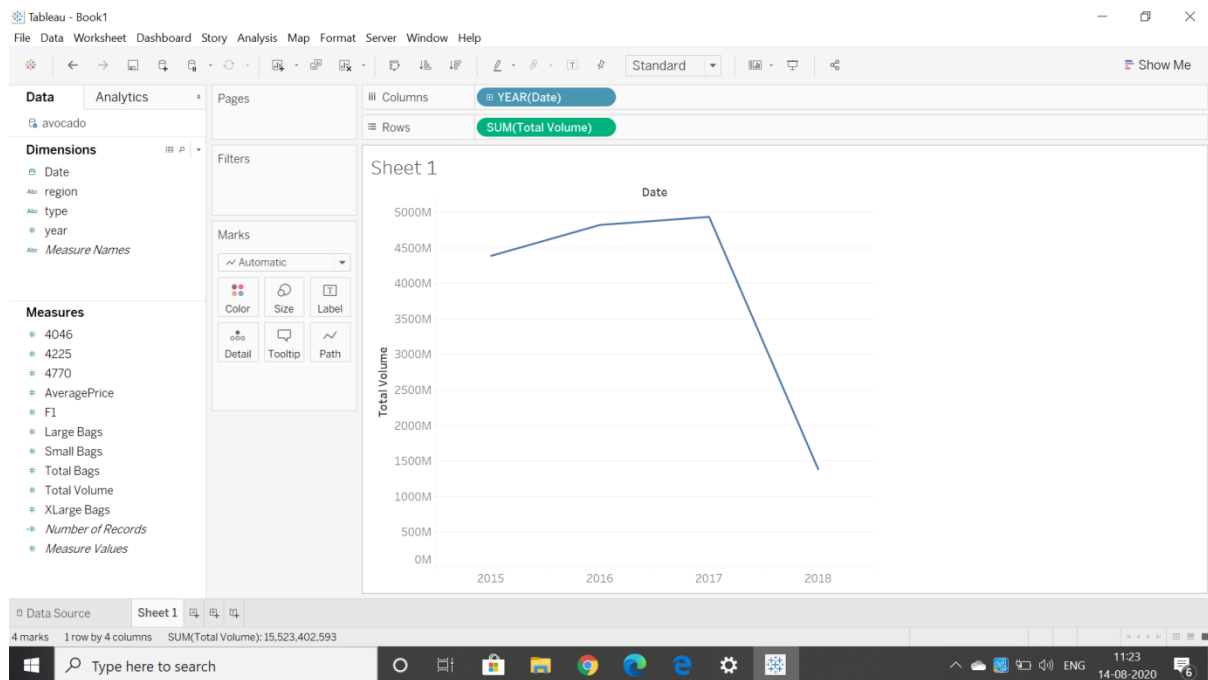 Tableau - Book1
File Data Worksheet Dashboard Story Analysis Map Format Server Window Help
Standard
Show Me
Data Analytics
avocado
Dimensions
Date
Abc region
Abc type
# year
Abc Measure Names
Measures
# 4046
# 4225
# 4770
# AveragePrice
# F1
# Large Bags
# Small Bags
# Total Bags
# Total Volume
# XLarge Bags
=# Number of Records
# Measure Values
Pages
Filters
Marks
Automatic
Color Size Label
Detail Tooltip Path
Columns YEAR(Date)
Rows SUM(Total Volume)
Sheet 1
Date
Total Volume
5000M
4500M
4000M
3500M
3000M
2500M
2000M
1500M
1000M
500M
0M
2015 2016 2017 2018
Data Source Sheet 1
4 marks 1 row by 4 columns SUM(Total Volume): 15,523,402,593
Type here to search
ENG
11:23
14-08-2020
6